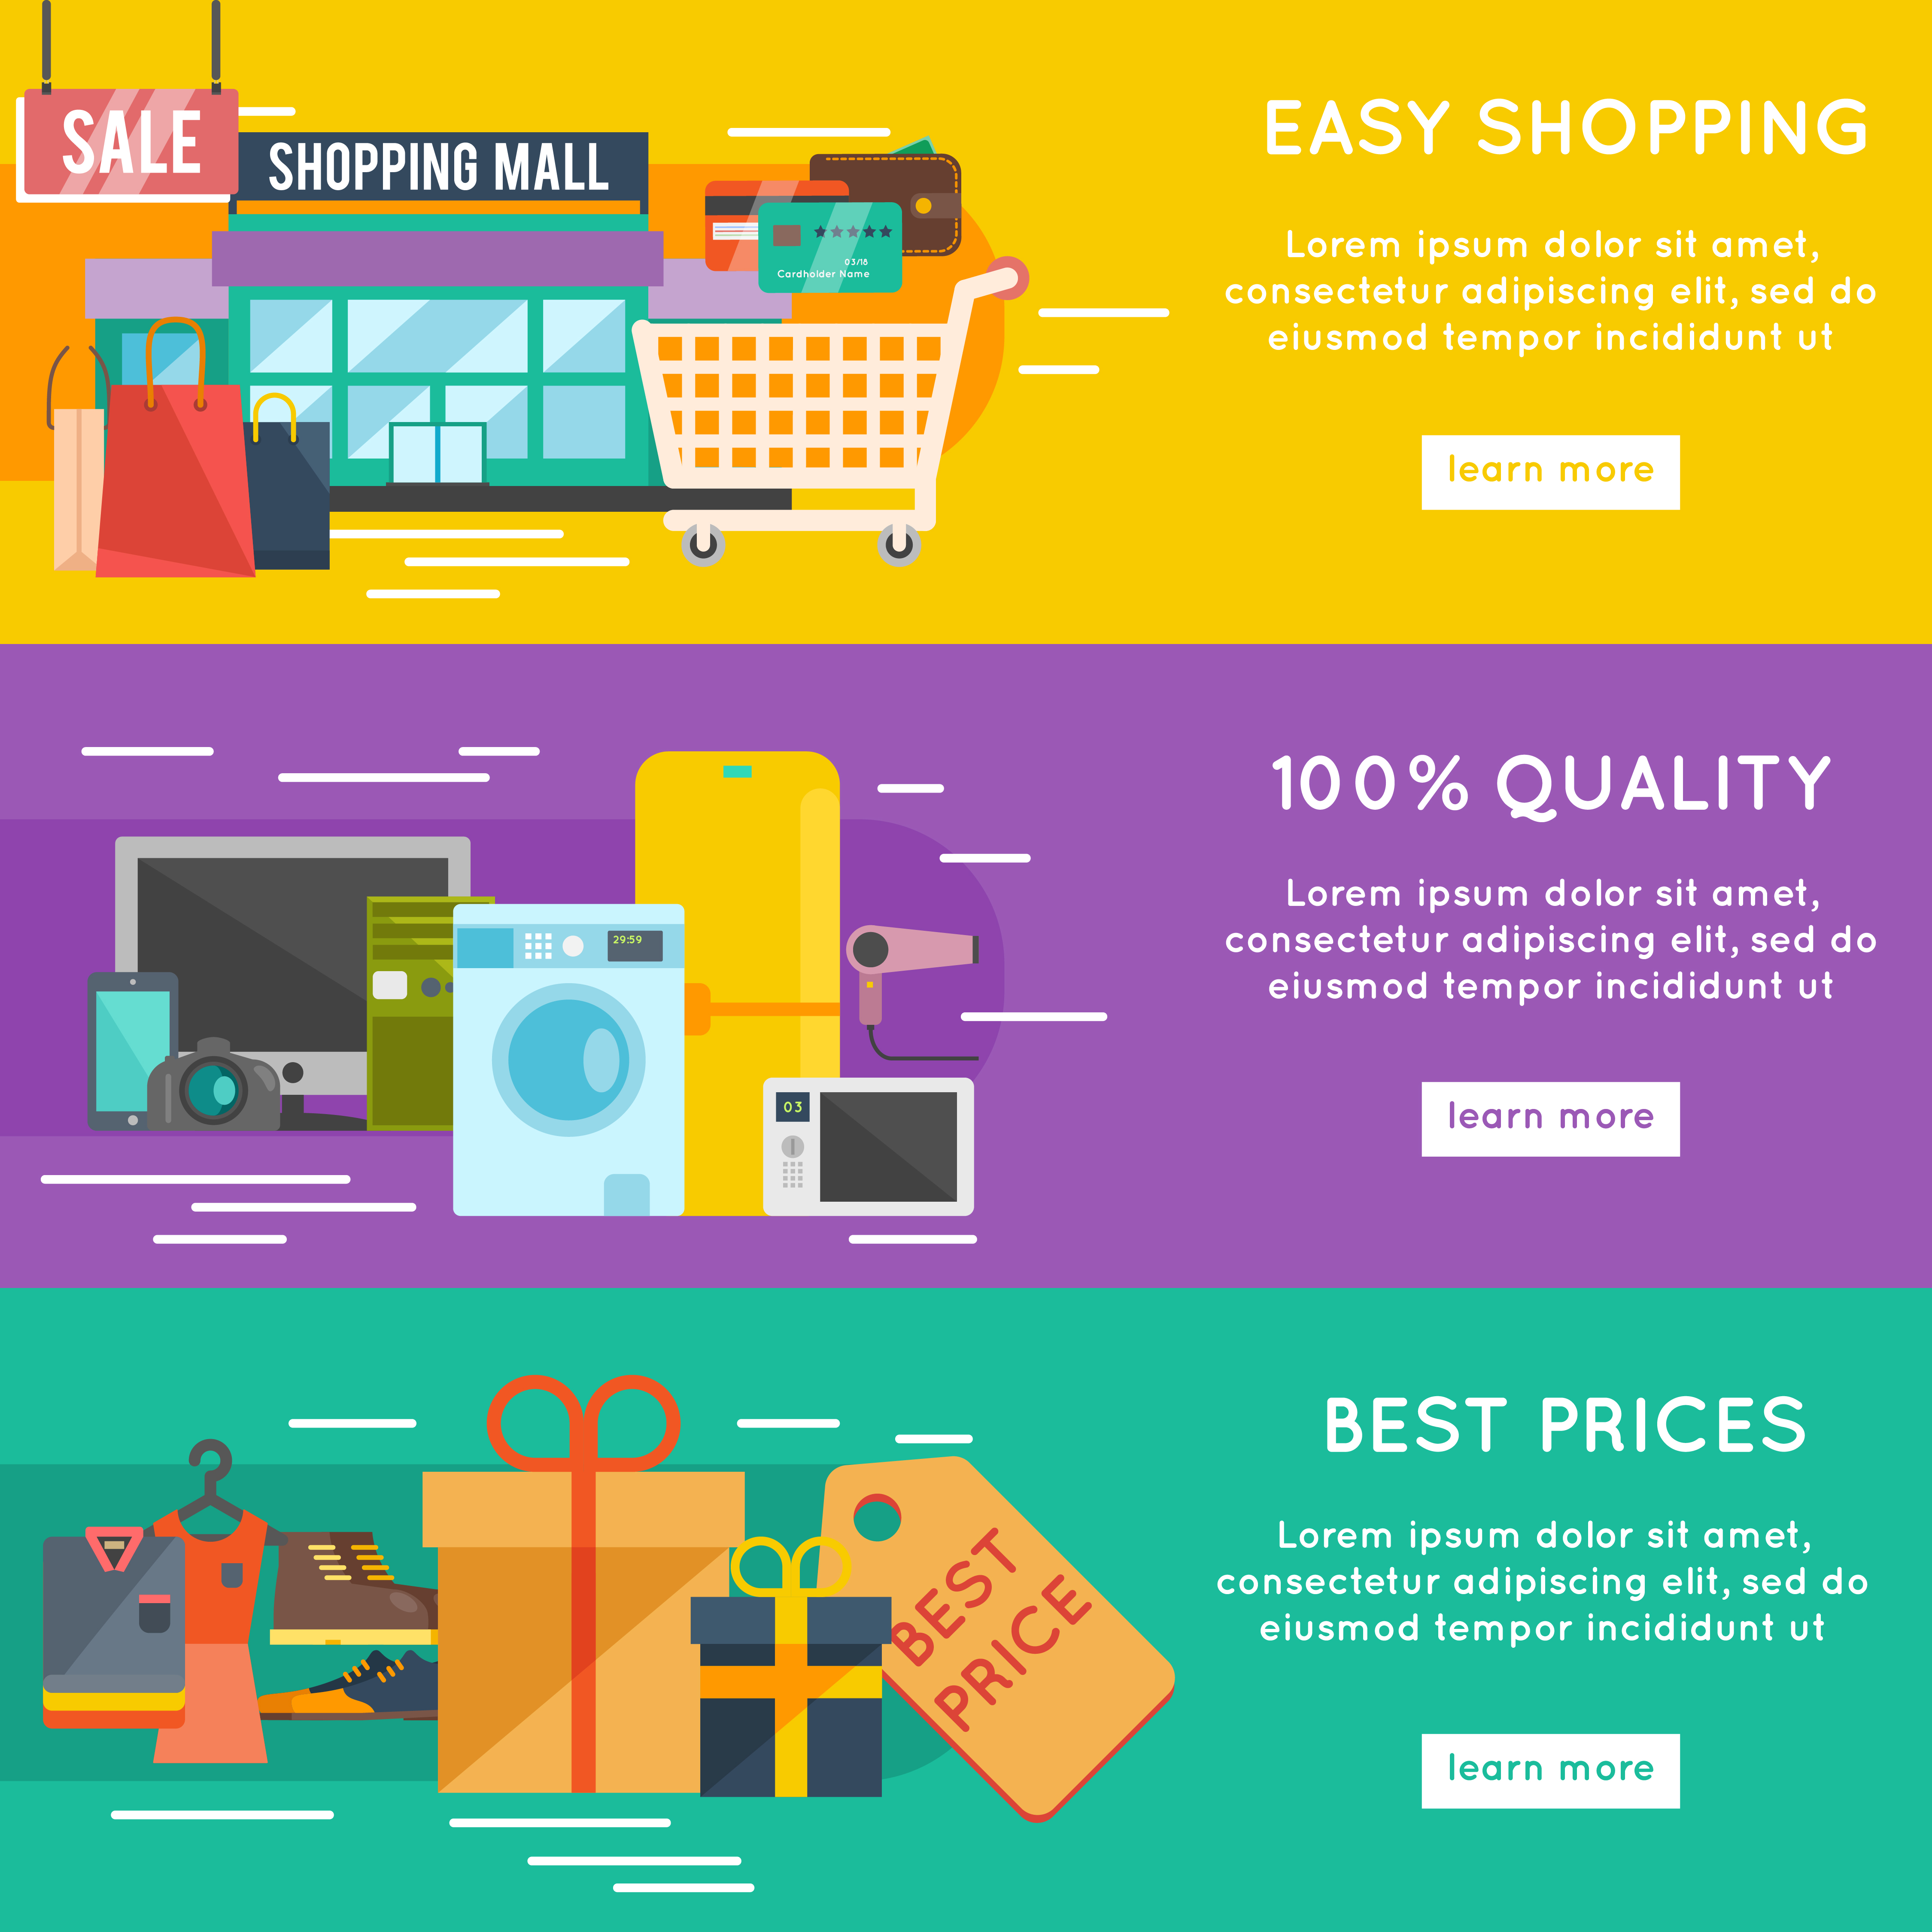 SALE
SHOPPING MALL
03/18
Cardholder Name
EASY SHOPPING
Lorem ipsum dolor sit amet,
consectetur adipiscing elit, sed do
eiusmod tempor incididunt ut
learn more
29:59
03
100% QUALITY
Lorem ipsum dolor sit amet,
consectetur adipiscing elit, sed do
eiusmod tempor incididunt ut
learn more
BEST
PRICE
BEST PRICES
Lorem ipsum dolor sit amet,
consectetur adipiscing elit, sed do
eiusmod tempor incididunt ut
learn more